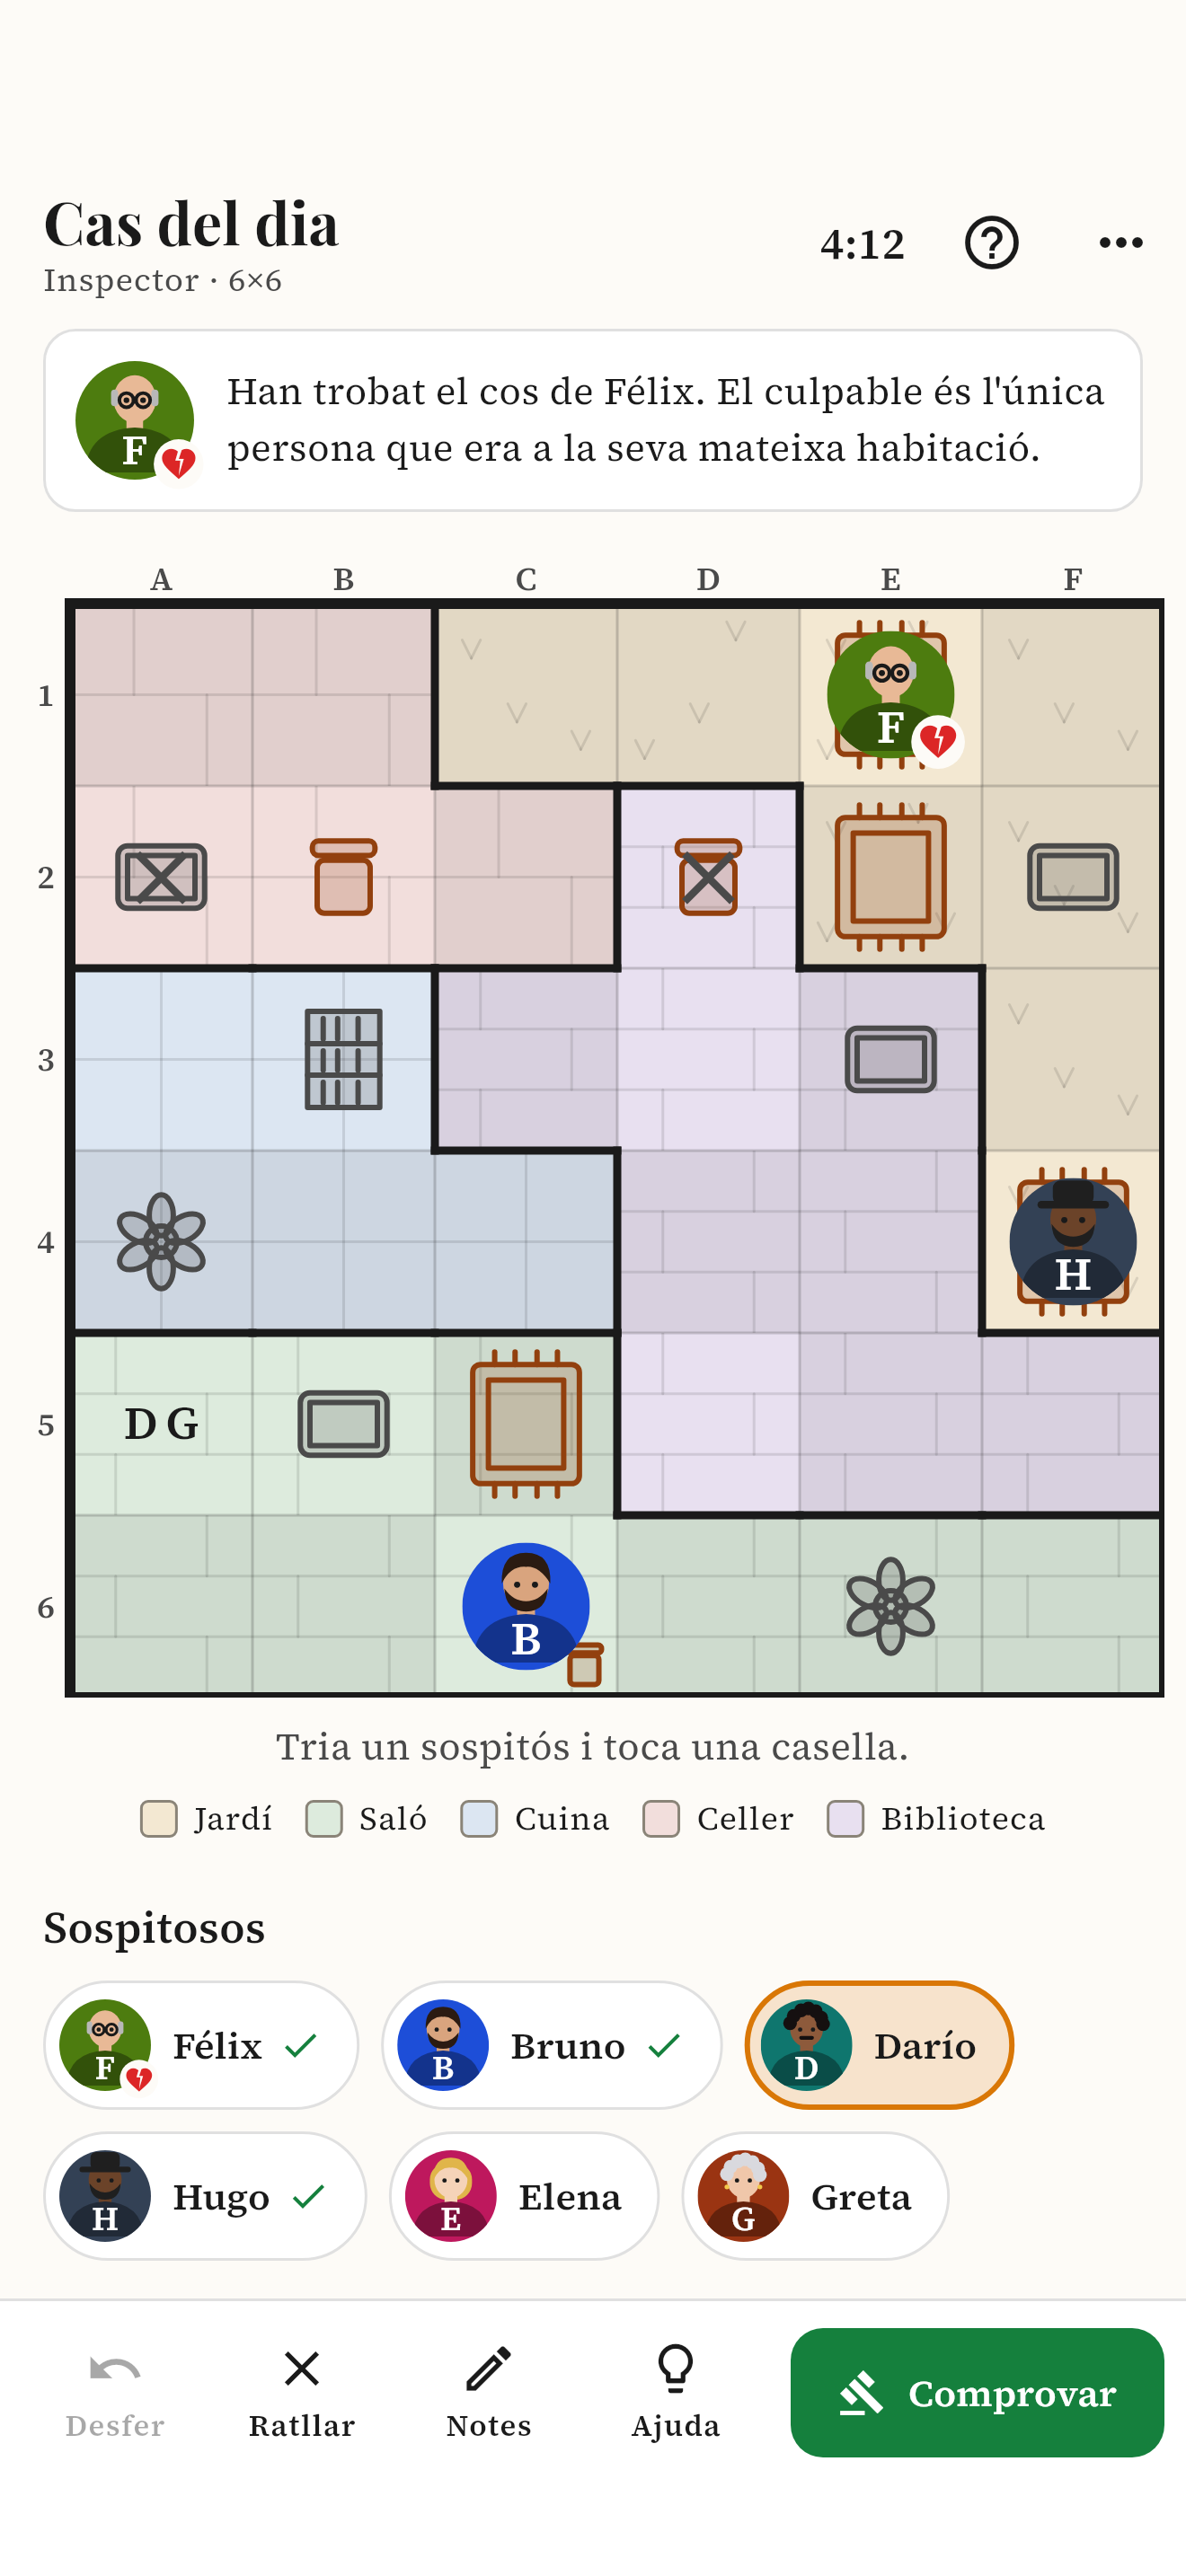 Cas del dia
Inspector · 6×6
4:12
F
Han trobat el cos de Félix. El culpable és l'única
persona que era a la seva mateixa habitació.
A B C D E F
1
F
2
3
4
H
5
D G
6
B
Tria un sospitós i toca una casella.
Jardí Saló Cuina Celler Biblioteca
Sospitosos
F Félix B Bruno D Darío
H Hugo E Elena G Greta
Desfer Ratllar Notes Ajuda Comprovar